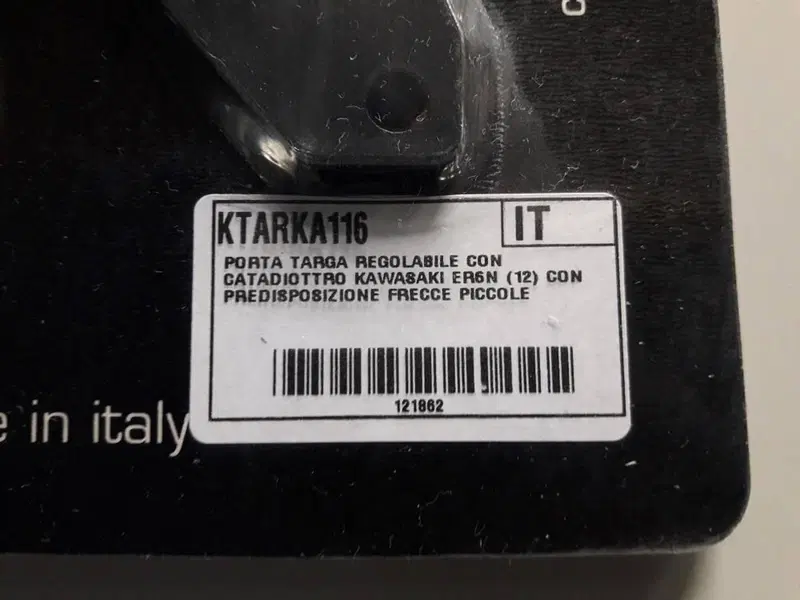 KTARKA116
IT
PORTA TARGA REGOLABILE CON
CATADIOTTRO KAWASAKI ER6N (12) CON
PREDISPOSIZIONE FRECCE PICCOLE
121862
in italy